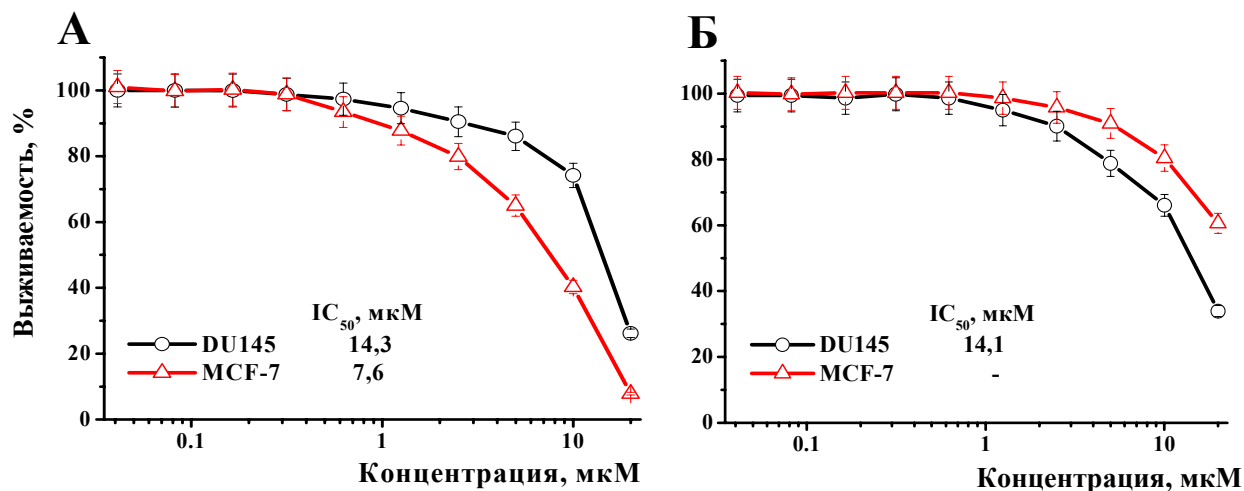 А
Выживаемость, %
100
80
60
40
20
0
IC50, мкМ
DU145 14,3
MCF-7 7,6
0.1 1 10
Концентрация, мкМ
Б
100
80
60
40
20
0
IC50, мкМ
DU145 14,1
MCF-7 -
0.1 1 10
Концентрация, мкМ